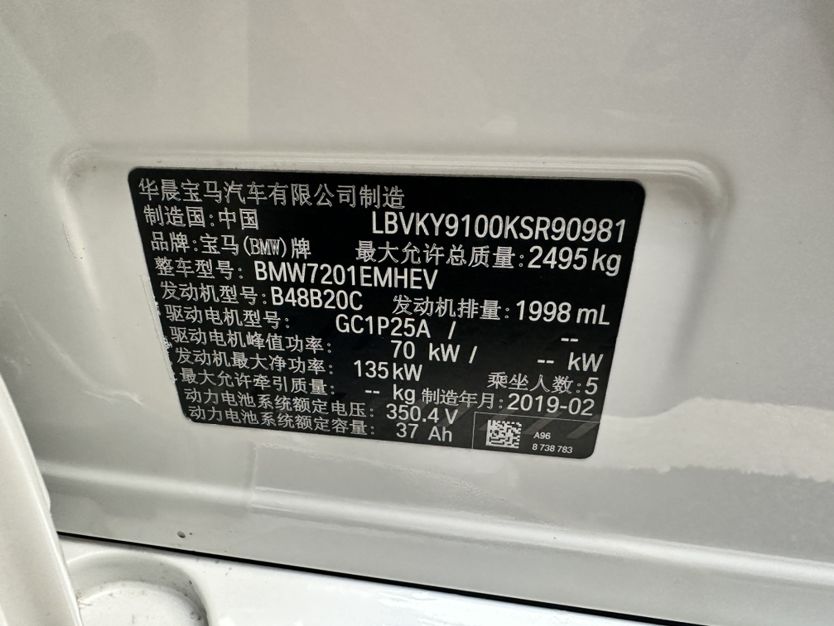 华晨宝马汽车有限公司制造
制造国:中国 LBVKY9100KSR90981
品牌:宝马(BMW)牌 最大允许总质量:2495kg
整车型号: BMW7201EMHEV
发动机型号: B48B20C 发动机排量:1998 mL
驱动电机型号: GC1P25A / --
驱动电机峰值功率: 70 kW / -- kW
发动机最大净功率: 135kW 乘坐人数:5
最大允许牵引质量: -- kg 制造年月:2019-02
动力电池系统额定电压: 350.4 V
动力电池系统额定容量: 37 Ah
A96
8 738 783